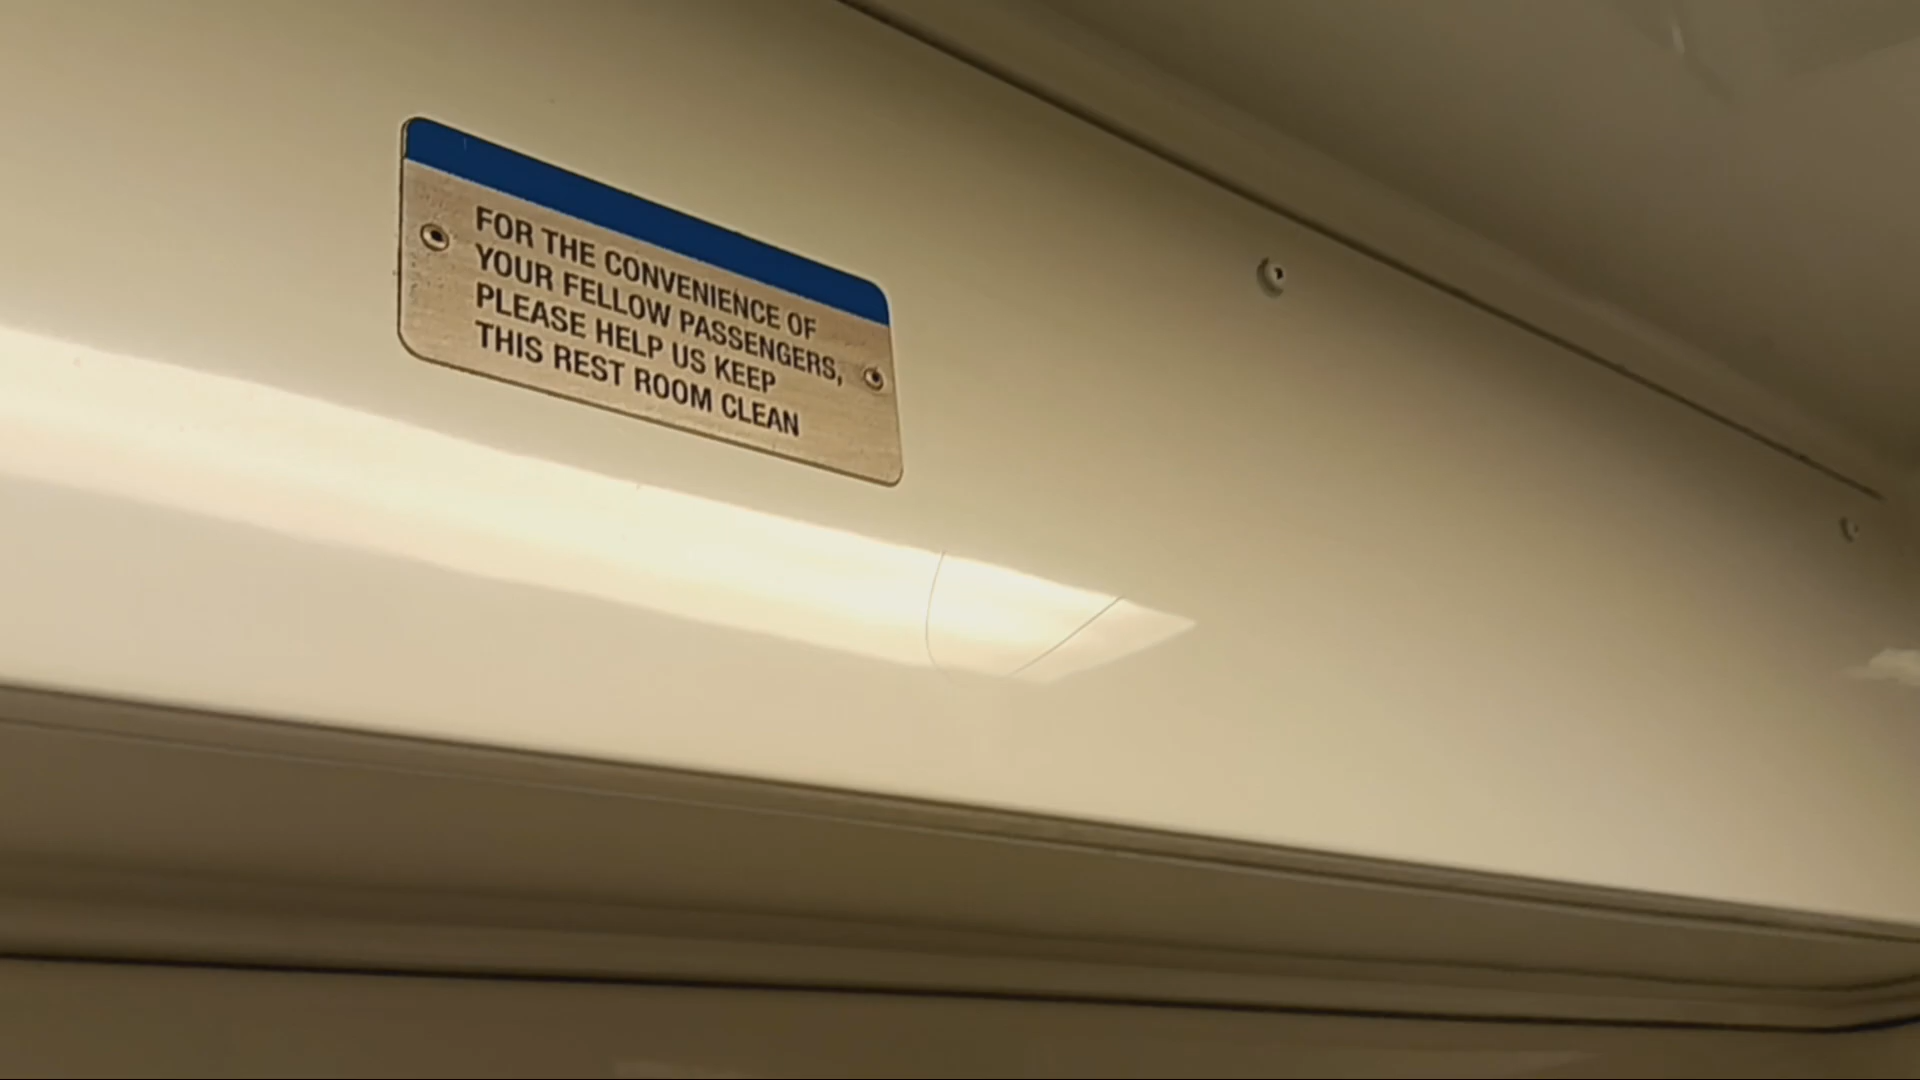 FOR THE CONVENIENCE OF
YOUR FELLOW PASSENGERS,
PLEASE HELP US KEEP
THIS REST ROOM CLEAN